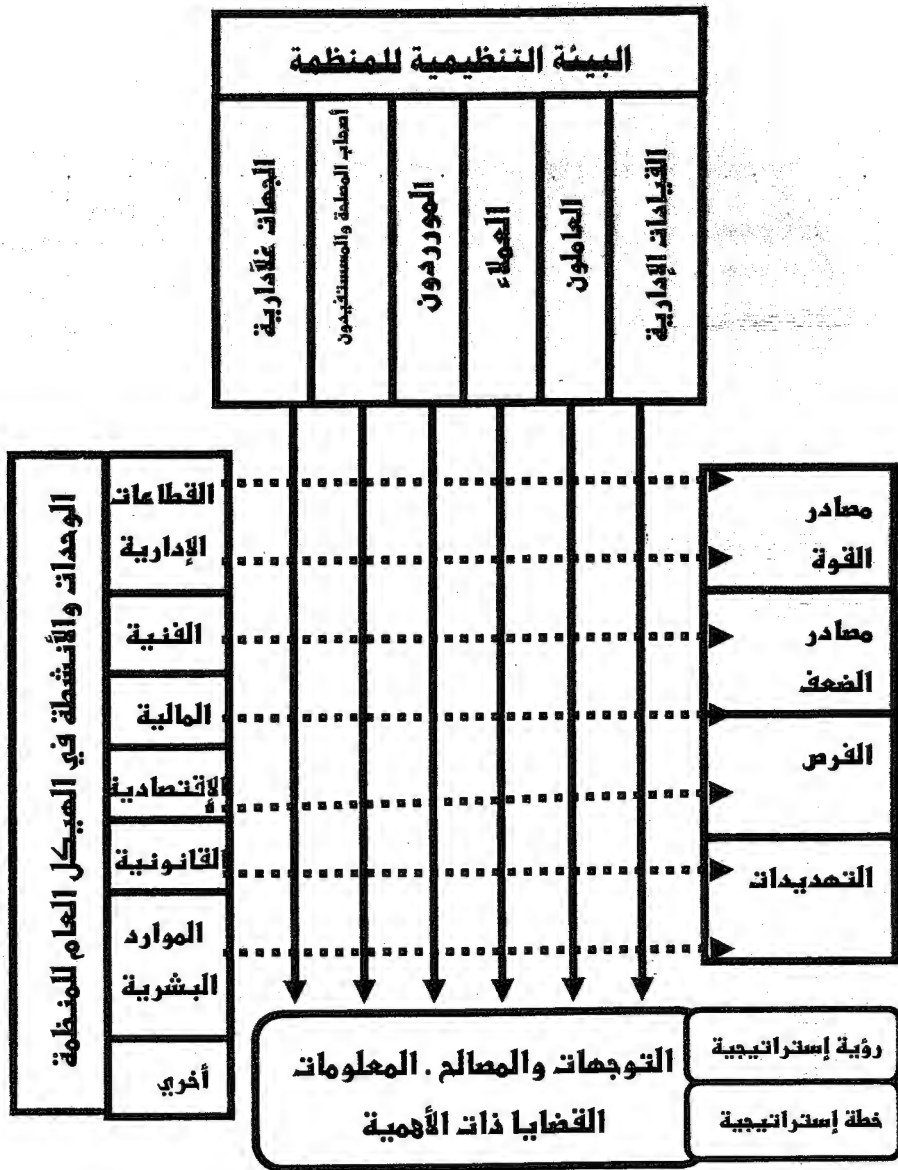 البيئة التنظيمية للمنظمة
القيادات الإدارية
العاملون
العملاء
الموردون
أصحاب المصلحة والمستفيدون
الجهات غلآدارية
الوحدات والأنشطة في الهيكل العام للمنظمة
القطاعات
الإدارية
الفنية
المالية
الاقتصادية
القانونية
الموارد
البشرية
أخري
مصادر
القوة
مصادر
الضعف
الفرص
التهديدات
التوجهات والمصالح . المعلومات
القضايا ذات الأهمية
رؤية إستراتيجية
خطة إستراتيجية